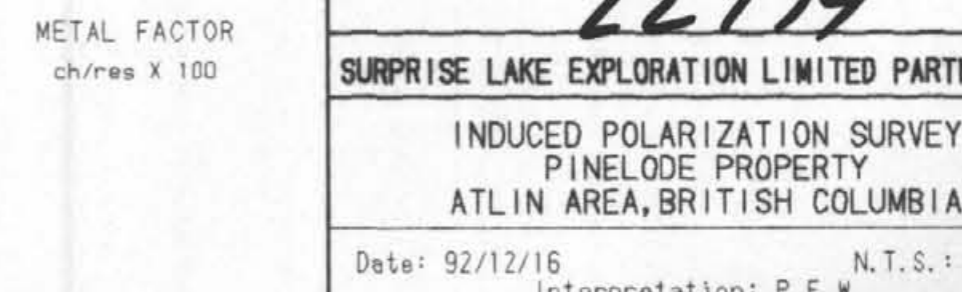 METAL FACTOR
ch/res X 100
SURPRISE LAKE EXPLORATION LIMITED
INDUCED POLARIZATION SURVEY
PINELODE PROPERTY
ATLIN AREA, BRITISH COLUMBIA
Date: 92/12/16 N.T.S.:
Interpretation: P.E.W.